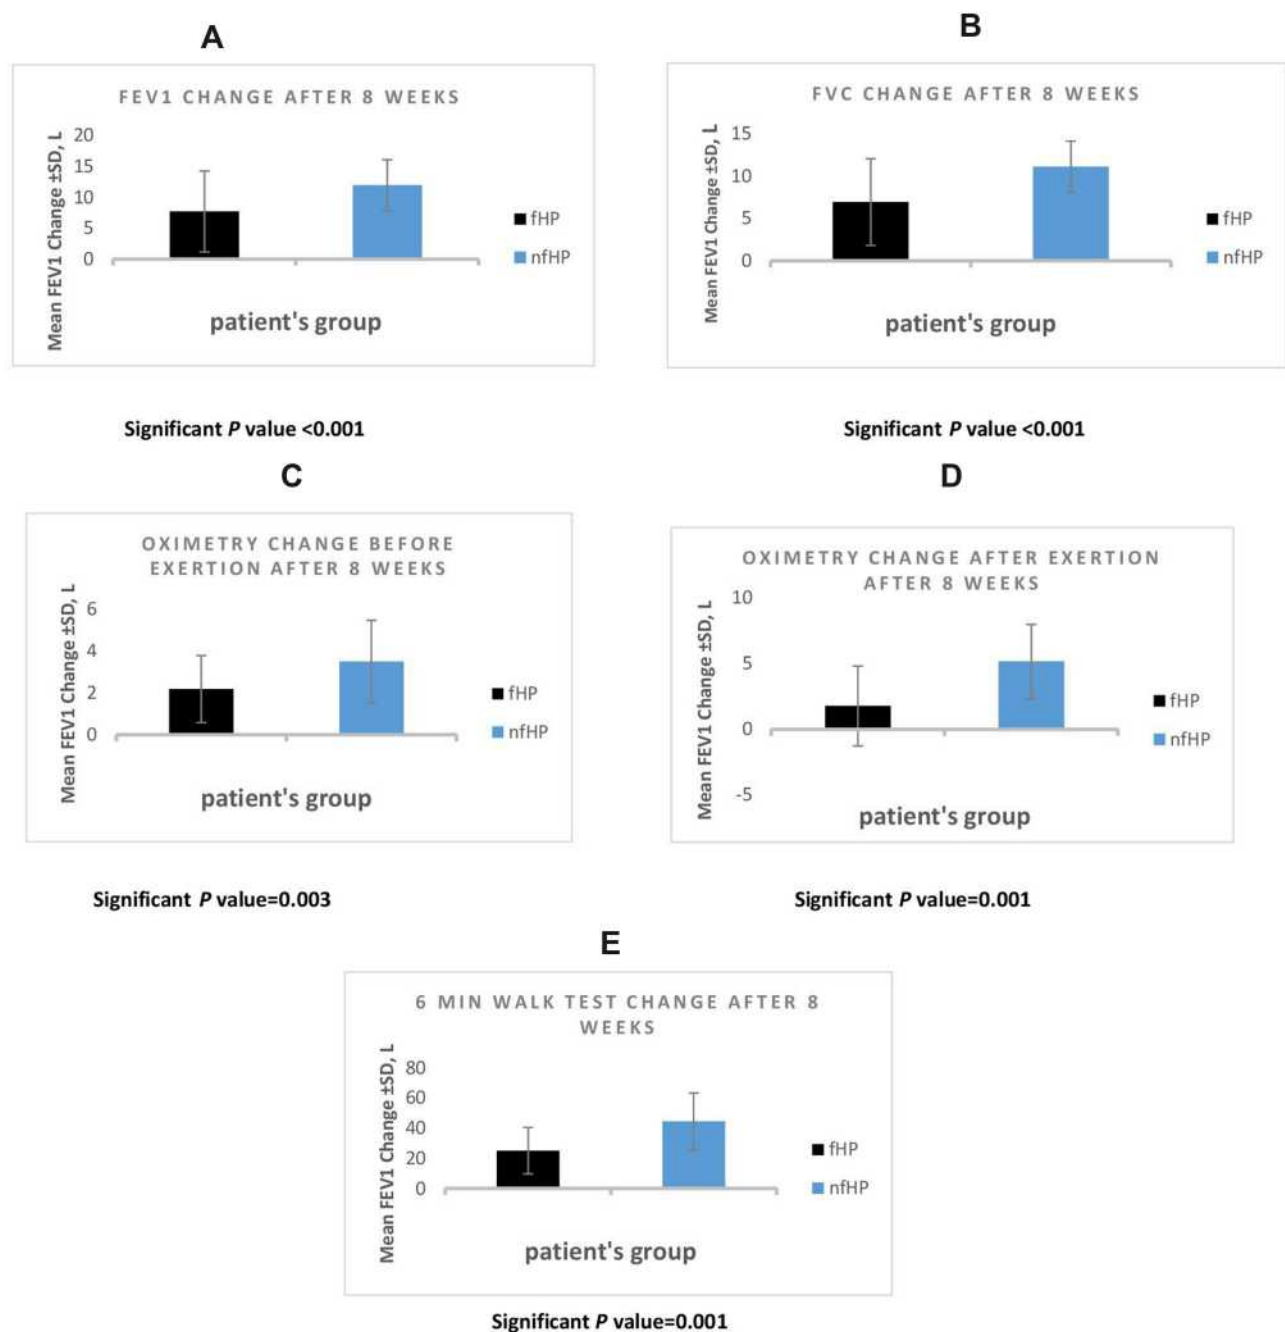 A
FEV1 CHANGE AFTER 8 WEEKS
Mean FEV1 Change ±SD, L
20
15
10
5
0
fHP
nfHP
patient's group
Significant P value <0.001
B
FVC CHANGE AFTER 8 WEEKS
Mean FEV1 Change ±SD, L
15
10
5
0
fHP
nfHP
patient's group
Significant P value <0.001
C
OXIMETRY CHANGE BEFORE
EXERTION AFTER 8 WEEKS
Mean FEV1 Change ±SD, L
6
4
2
0
fHP
nfHP
patient's group
Significant P value=0.003
D
OXIMETRY CHANGE AFTER EXERTION
AFTER 8 WEEKS
Mean FEV1 Change ±SD, L
10
5
0
-5
fHP
nfHP
patient's group
Significant P value=0.001
E
6 MIN WALK TEST CHANGE AFTER 8
WEEKS
Mean FEV1 Change ±SD, L
80
60
40
20
0
fHP
nfHP
patient's group
Significant P value=0.001